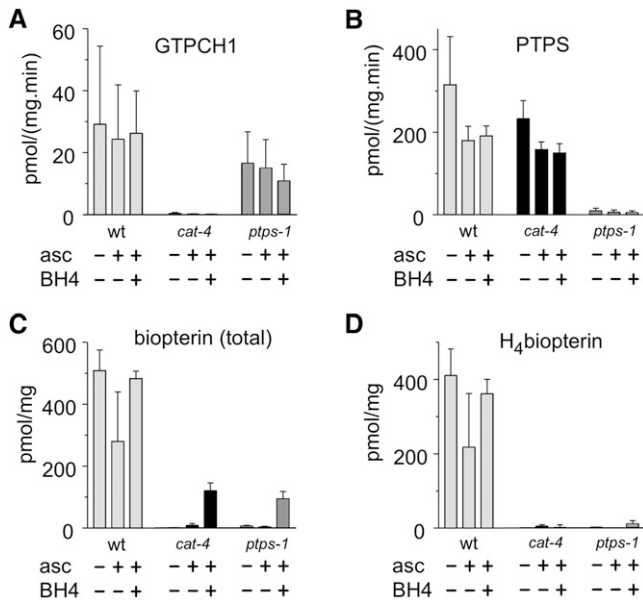 A
GTPCH1
pmol/(mg.min)
60
40
20
0
wt cat-4 ptps-1
asc − + + − + + − + +
BH4 − − + − − + − − +
B
PTPS
pmol/(mg.min)
400
200
0
wt cat-4 ptps-1
asc − + + − + + − + +
BH4 − − + − − + − − +
C
biopterin (total)
pmol/mg
600
400
200
0
wt cat-4 ptps-1
asc − + + − + + − + +
BH4 − − + − − + − − +
D
H₄biopterin
pmol/mg
400
200
0
wt cat-4 ptps-1
asc − + + − + + − + +
BH4 − − + − − + − − +